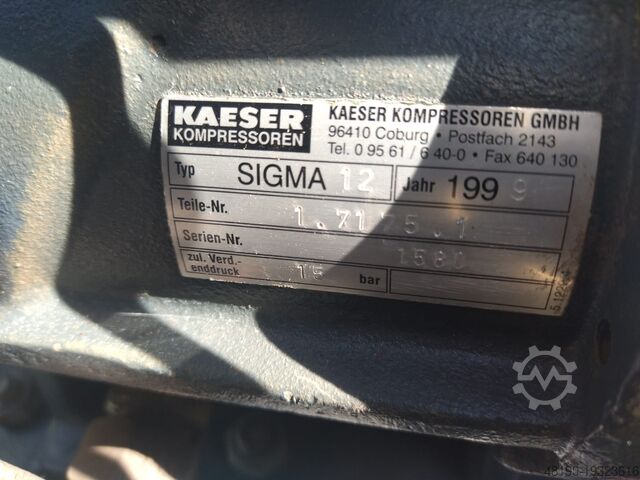 KAESER
KOMPRESSOREN
KAESER KOMPRESSOREN GMBH
96410 Coburg • Postfach 2143
Tel. 0 95 61 / 6 40-0 • Fax 640 130
Typ SIGMA 12 Jahr 199 9
Teile-Nr.
Serien-Nr.
zul. Verd.-
enddruck 15 bar